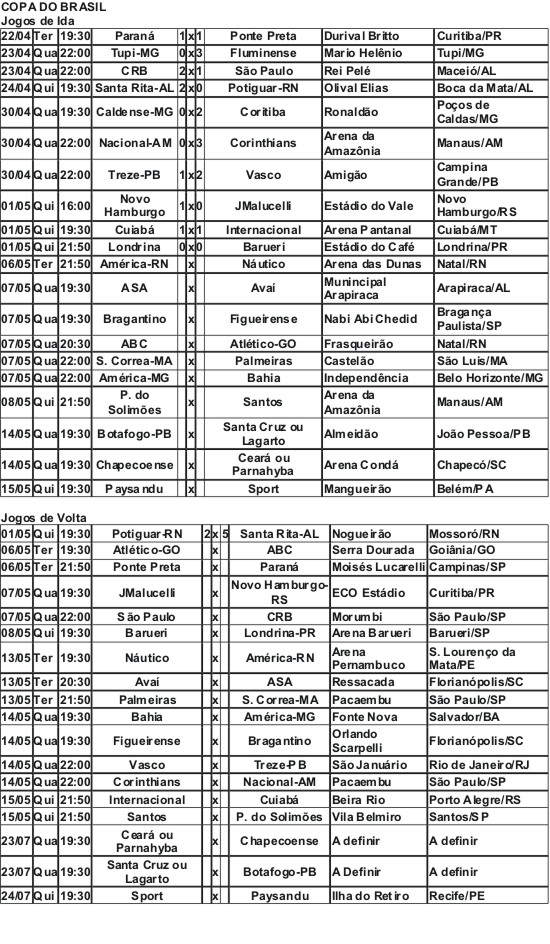 COPA DO BRASIL
Jogos de Ida
22/04 Ter 19:30 Paraná 1 x 1 Ponte Preta Durival Britto Curitiba/PR
23/04 Qua 22:00 Tupi-MG 0 x 3 Fluminense Mario Helênio Tupi/MG
23/04 Qua 22:00 CRB 2 x 1 São Paulo Rei Pelé Maceió/AL
24/04 Qui 19:30 Santa Rita-AL 2 x 0 Potiguar-RN Olival Elias Boca da Mata/AL
30/04 Qua 19:30 Caldense-MG 0 x 2 Coritiba Ronaldão Poços de
Caldas/MG
30/04 Qua 22:00 Nacional-AM 0 x 3 Corinthians Arena da
Amazônia Manaus/AM
30/04 Qua 22:00 Treze-PB 1 x 2 Vasco Amigão Campina
Grande/PB
01/05 Qui 16:00 Novo
Hamburgo 1 x 0 JMalucelli Estádio do Vale Novo
Hamburgo/RS
01/05 Qui 19:30 Cuiabá 1 x 1 Internacional Arena Pantanal Cuiabá/MT
01/05 Qui 21:50 Londrina 0 x 0 Barueri Estádio do Café Londrina/PR
06/05 Ter 21:50 América-RN x Náutico Arena das Dunas Natal/RN
07/05 Qua 19:30 ASA x Avaí Munincipal
Arapiraca Arapiraca/AL
07/05 Qua 19:30 Bragantino x Figueirense Nabi Abi Chedid Bragança
Paulista/SP
07/05 Qua 20:30 ABC x Atlético-GO Frasqueirão Natal/RN
07/05 Qua 22:00 S. Correa-MA x Palmeiras Castelão São Luis/MA
07/05 Qua 22:00 América-MG x Bahia Independência Belo Horizonte/MG
08/05 Qui 21:50 P. do
Solimões x Santos Arena da
Amazônia Manaus/AM
14/05 Qua 19:30 Botafogo-PB x Santa Cruz ou
Lagarto Almeidão João Pessoa/PB
14/05 Qua 19:30 Chapecoense x Ceará ou
Parnahyba Arena Condá Chapecó/SC
15/05 Qui 19:30 Paysandu x Sport Mangueirão Belém/PA
Jogos de Volta
01/05 Qui 19:30 Potiguar-RN 2 x 5 Santa Rita-AL Nogueirão Mossoró/RN
06/05 Ter 19:30 Atlético-GO x ABC Serra Dourada Goiânia/GO
06/05 Ter 21:50 Ponte Preta x Paraná Moisés Lucarelli Campinas/SP
07/05 Qua 19:30 JMalucelli x Novo Hamburgo-
RS ECO Estádio Curitiba/PR
07/05 Qua 22:00 São Paulo x CRB Morumbi São Paulo/SP
08/05 Qui 19:30 Barueri x Londrina-PR Arena Barueri Barueri/SP
13/05 Ter 19:30 Náutico x América-RN Arena
Pernambuco S. Lourenço da
Mata/PE
13/05 Ter 20:30 Avaí x ASA Ressacada Florianópolis/SC
13/05 Ter 21:50 Palmeiras x S. Correa-MA Pacaembu São Paulo/SP
14/05 Qua 19:30 Bahia x América-MG Fonte Nova Salvador/BA
14/05 Qua 19:30 Figueirense x Bragantino Orlando
Scarpelli Florianópolis/SC
14/05 Qua 22:00 Vasco x Treze-PB São Januário Rio de Janeiro/RJ
14/05 Qua 22:00 Corinthians x Nacional-AM Pacaembu São Paulo/SP
15/05 Qui 21:50 Internacional x Cuiabá Beira Rio Porto Alegre/RS
15/05 Qui 21:50 Santos x P. do Solimões Vila Belmiro Santos/SP
23/07 Qua 19:30 Ceará ou
Parnahyba x Chapecoense A definir A definir
23/07 Qua 19:30 Santa Cruz ou
Lagarto x Botafogo-PB A Definir A definir
24/07 Qui 19:30 Sport x Paysandu Ilha do Retiro Recife/PE